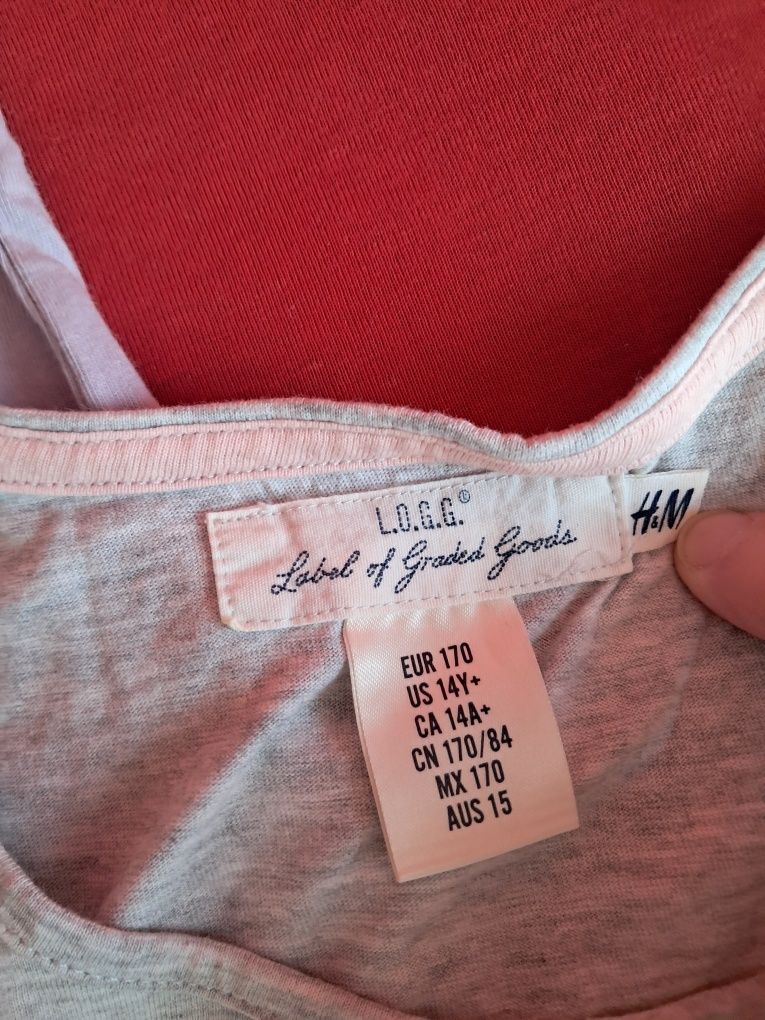 L.O.G.G.®
Label of Graded Goods
H&M
EUR 170
US 14Y+
CA 14A+
CN 170/84
MX 170
AUS 15